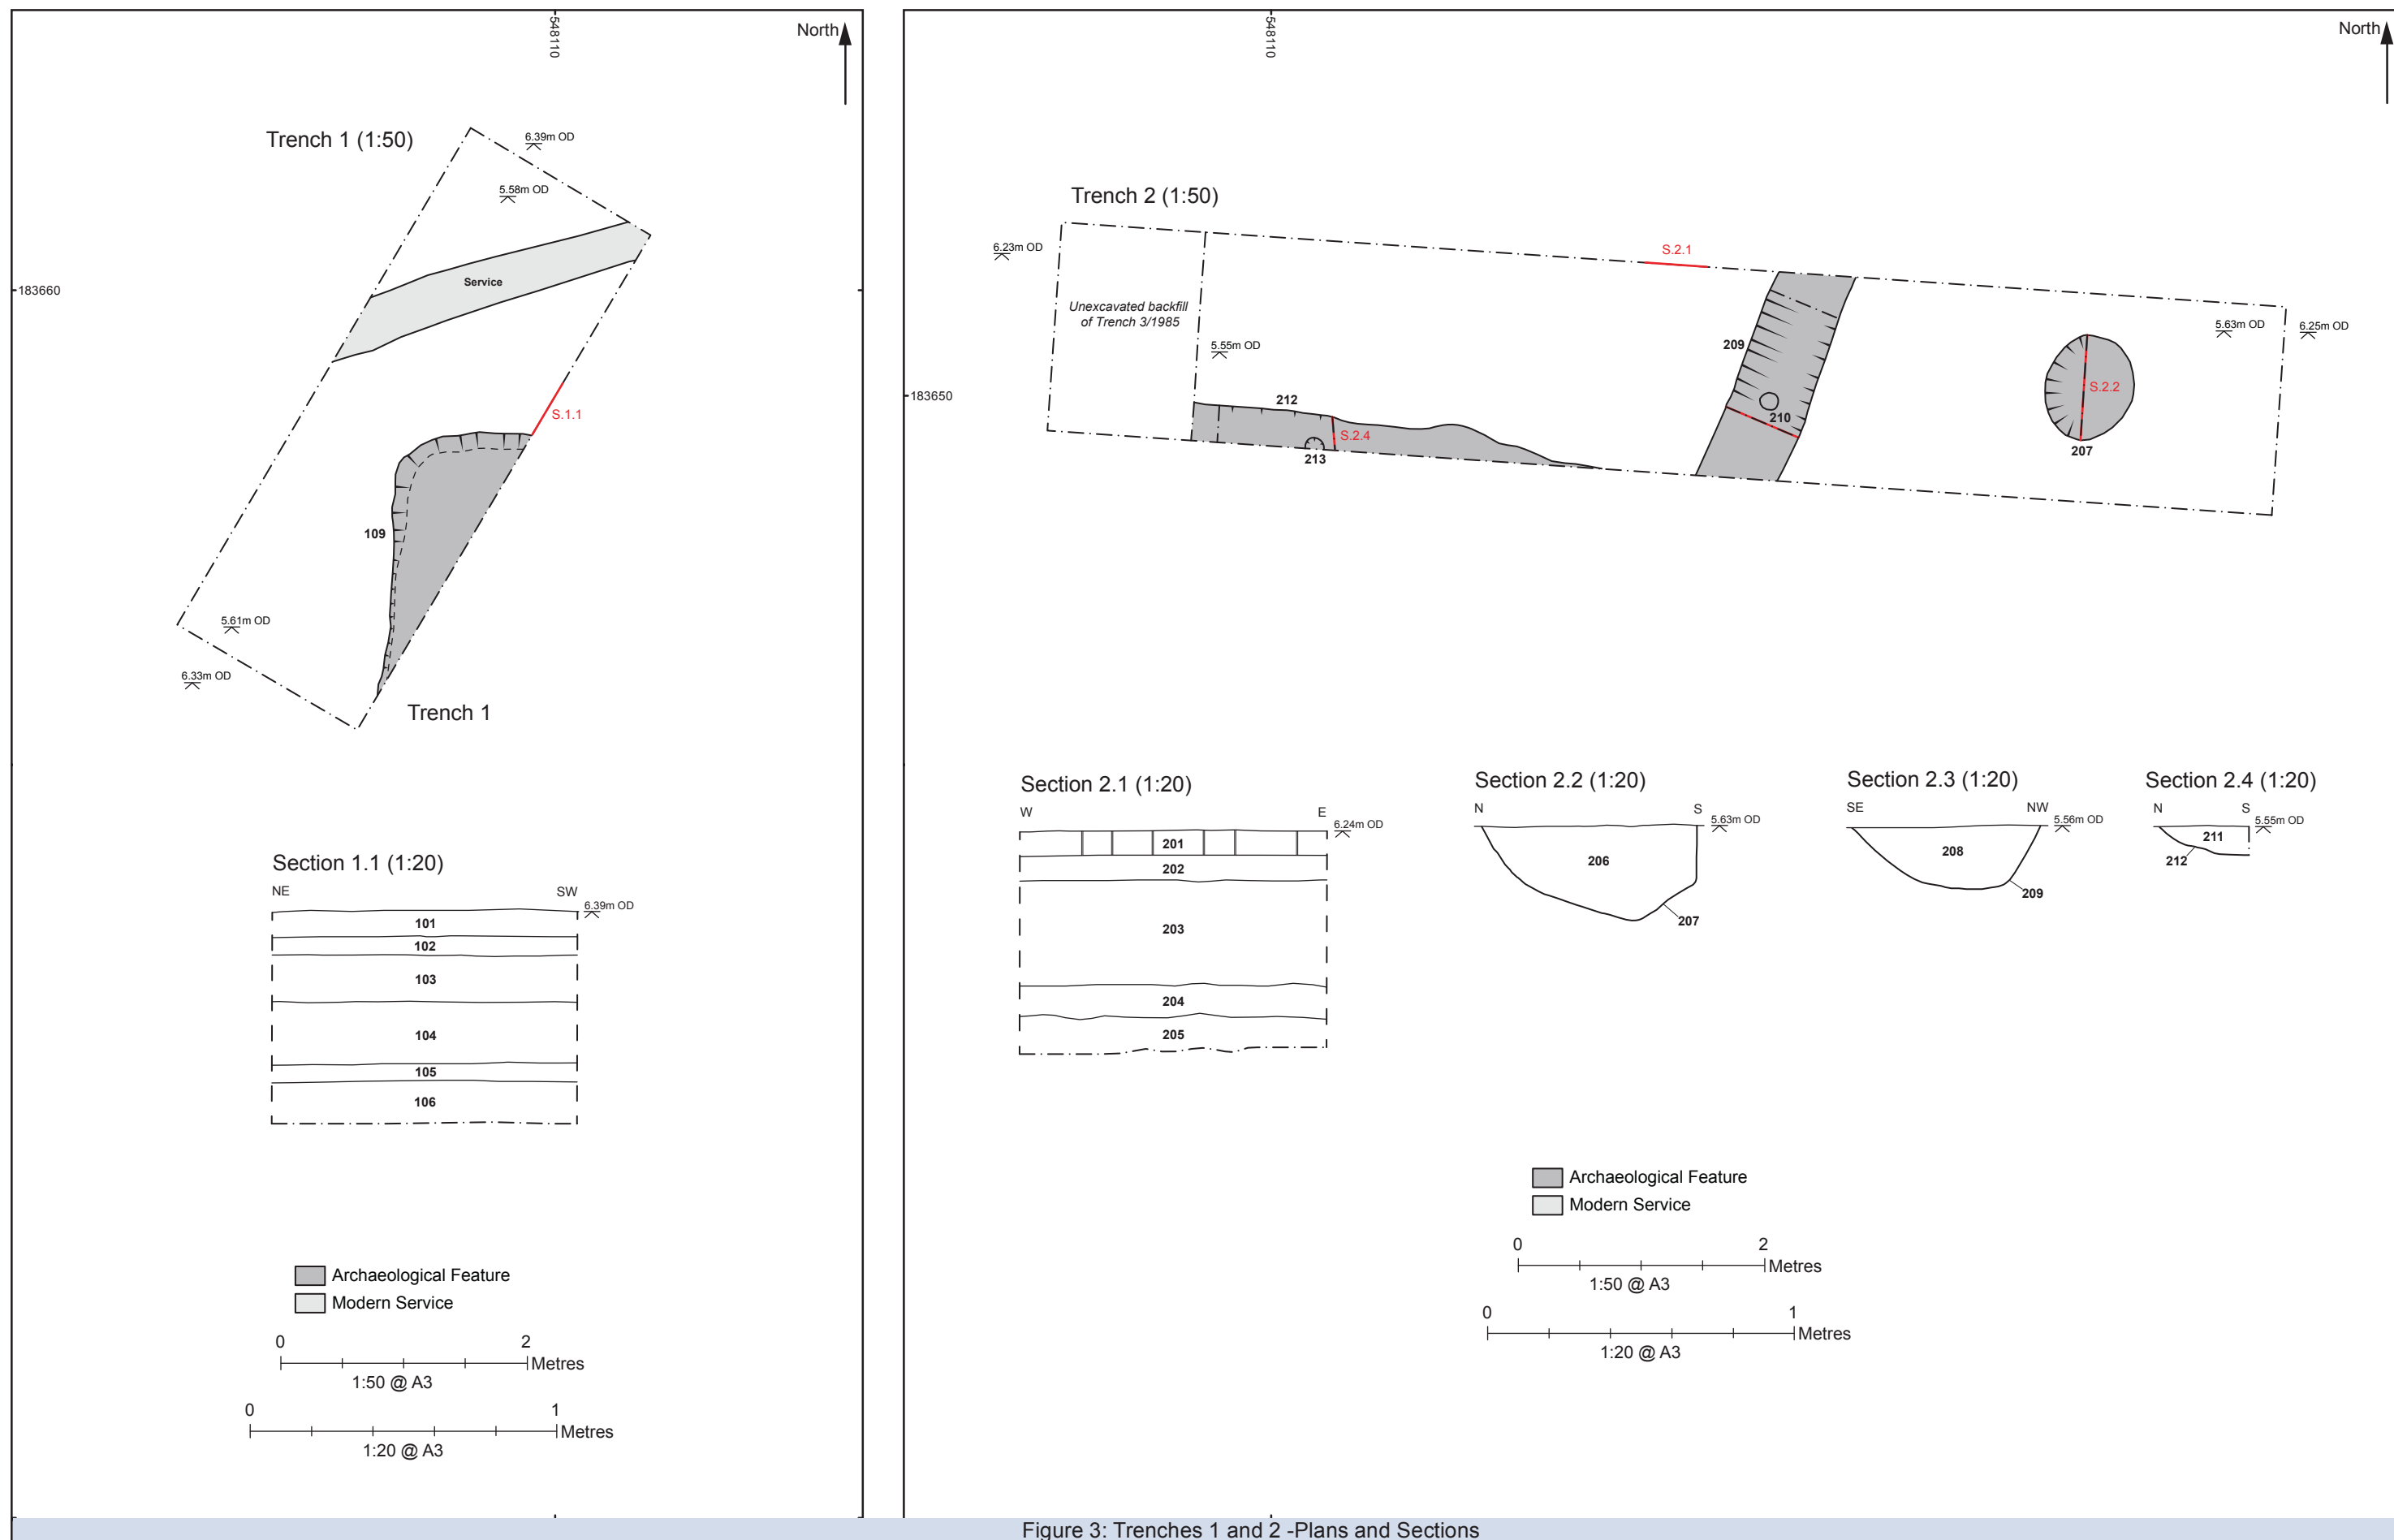 548110
North
Trench 1 (1:50)
6.39m OD
5.58m OD
Service
183660
S.1.1
109
5.61m OD
6.33m OD
Trench 1
Section 1.1 (1:20)
NE
SW
6.39m OD
101
102
103
104
105
106
Archaeological Feature
Modern Service
0
2
Metres
1:50 @ A3
0
1
Metres
1:20 @ A3
548110
North
Trench 2 (1:50)
6.23m OD
S.2.1
Unexcavated backfill
of Trench 3/1985
5.63m OD
6.25m OD
5.55m OD
209
183650
212
S.2.2
210
S.2.4
213
207
Section 2.1 (1:20)
W
E
6.24m OD
201
202
203
204
205
Section 2.2 (1:20)
N
S
5.63m OD
206
207
Section 2.3 (1:20)
SE
NW
5.56m OD
208
209
Section 2.4 (1:20)
N
S
5.55m OD
211
212
Archaeological Feature
Modern Service
0
2
Metres
1:50 @ A3
0
1
Metres
1:20 @ A3
Figure 3: Trenches 1 and 2 -Plans and Sections